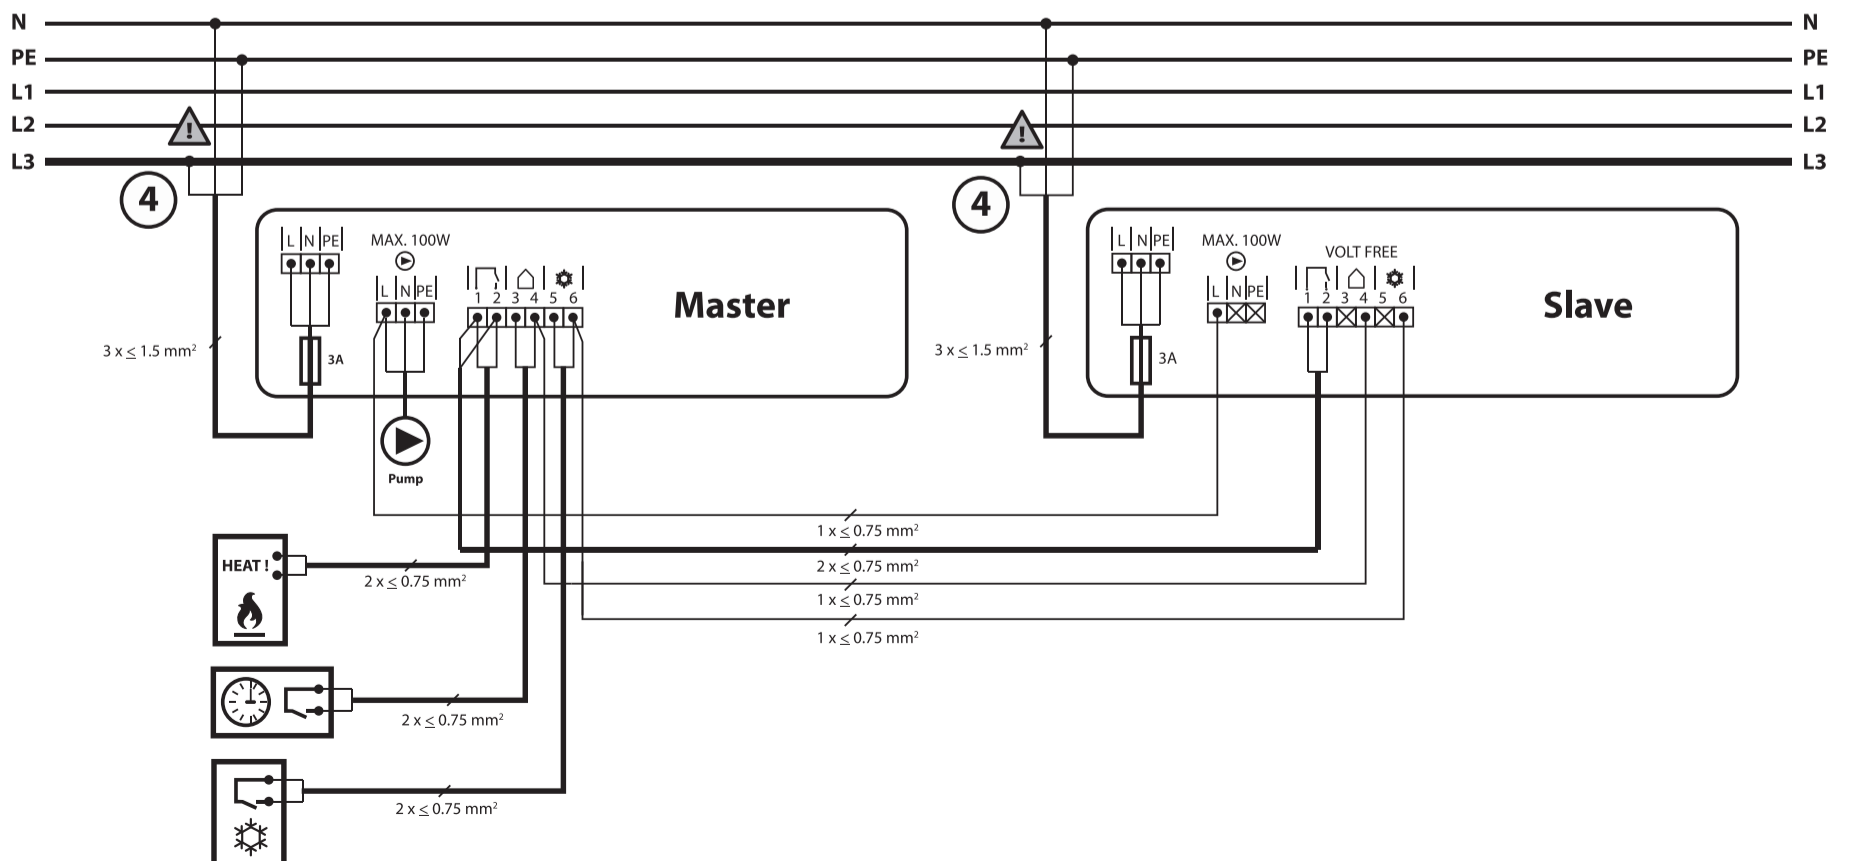 N N
PE PE
L1 L1
L2 L2
L3 L3
! !
4 4
L N PE MAX. 100W
L N PE 1 2 3 4 5 6
Master
3A
3 x ≤ 1.5 mm²
Pump
L N PE MAX. 100W VOLT FREE
L N PE 1 2 3 4 5 6
Slave
3A
3 x ≤ 1.5 mm²
1 x ≤ 0.75 mm²
2 x ≤ 0.75 mm²
1 x ≤ 0.75 mm²
1 x ≤ 0.75 mm²
HEAT !
2 x ≤ 0.75 mm²
2 x ≤ 0.75 mm²
2 x ≤ 0.75 mm²